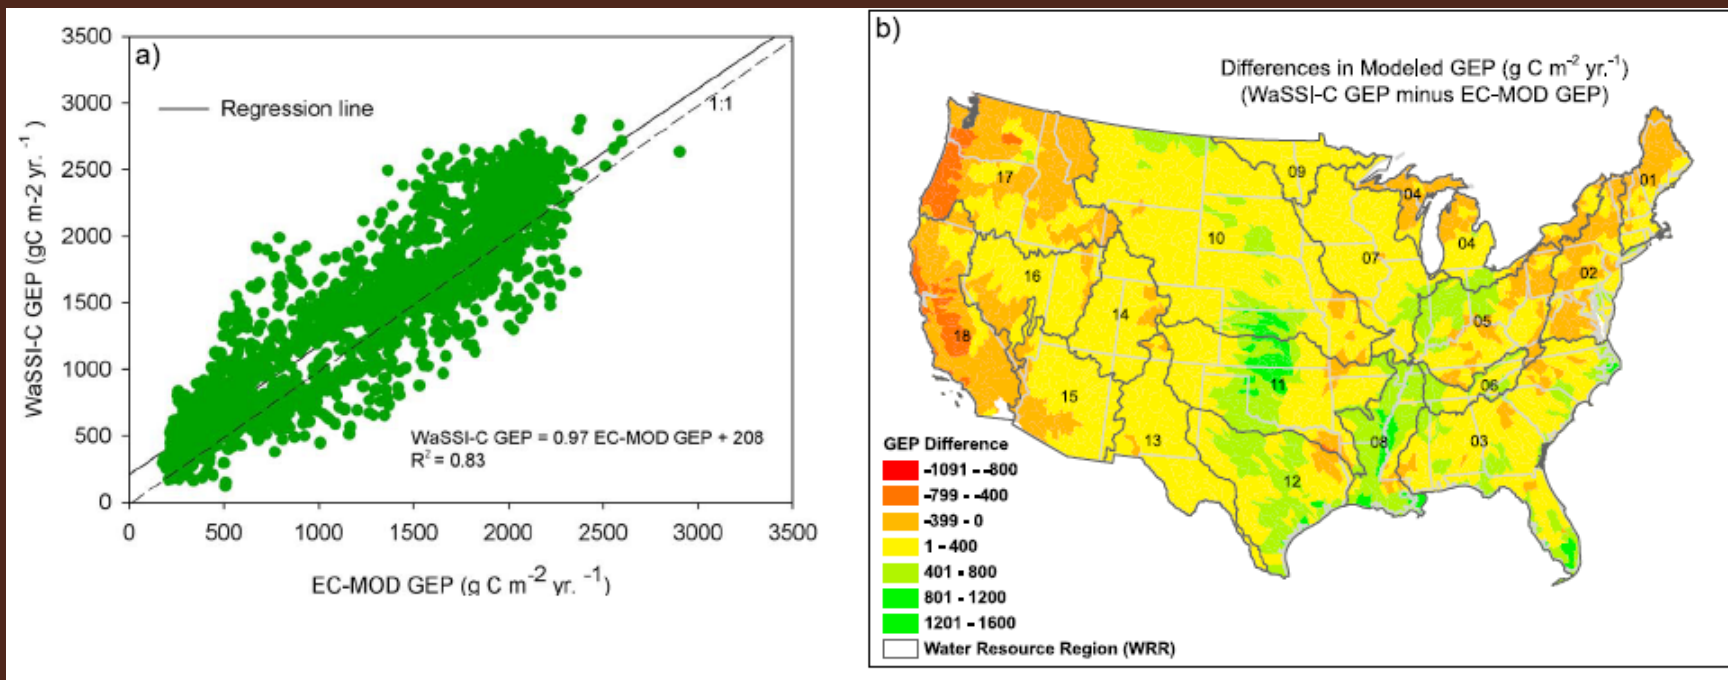 a)
3500
3000
2500
2000
1500
1000
500
0
WaSSI-C GEP (gC m-2 yr. -1 )
Regression line
1:1
WaSSI-C GEP = 0.97 EC-MOD GEP + 208
R2 = 0.83
0 500 1000 1500 2000 2500 3000 3500
EC-MOD GEP (g C m-2 yr. -1)
b)
Differences in Modeled GEP (g C m-2 yr.-1)
(WaSSI-C GEP minus EC-MOD GEP)
17
09
04
01
10
04
07
16
02
14
05
18
11
06
15
13
08
03
12
GEP Difference
-1091 - -800
-799 - -400
-399 - 0
1 - 400
401 - 800
801 - 1200
1201 - 1600
Water Resource Region (WRR)